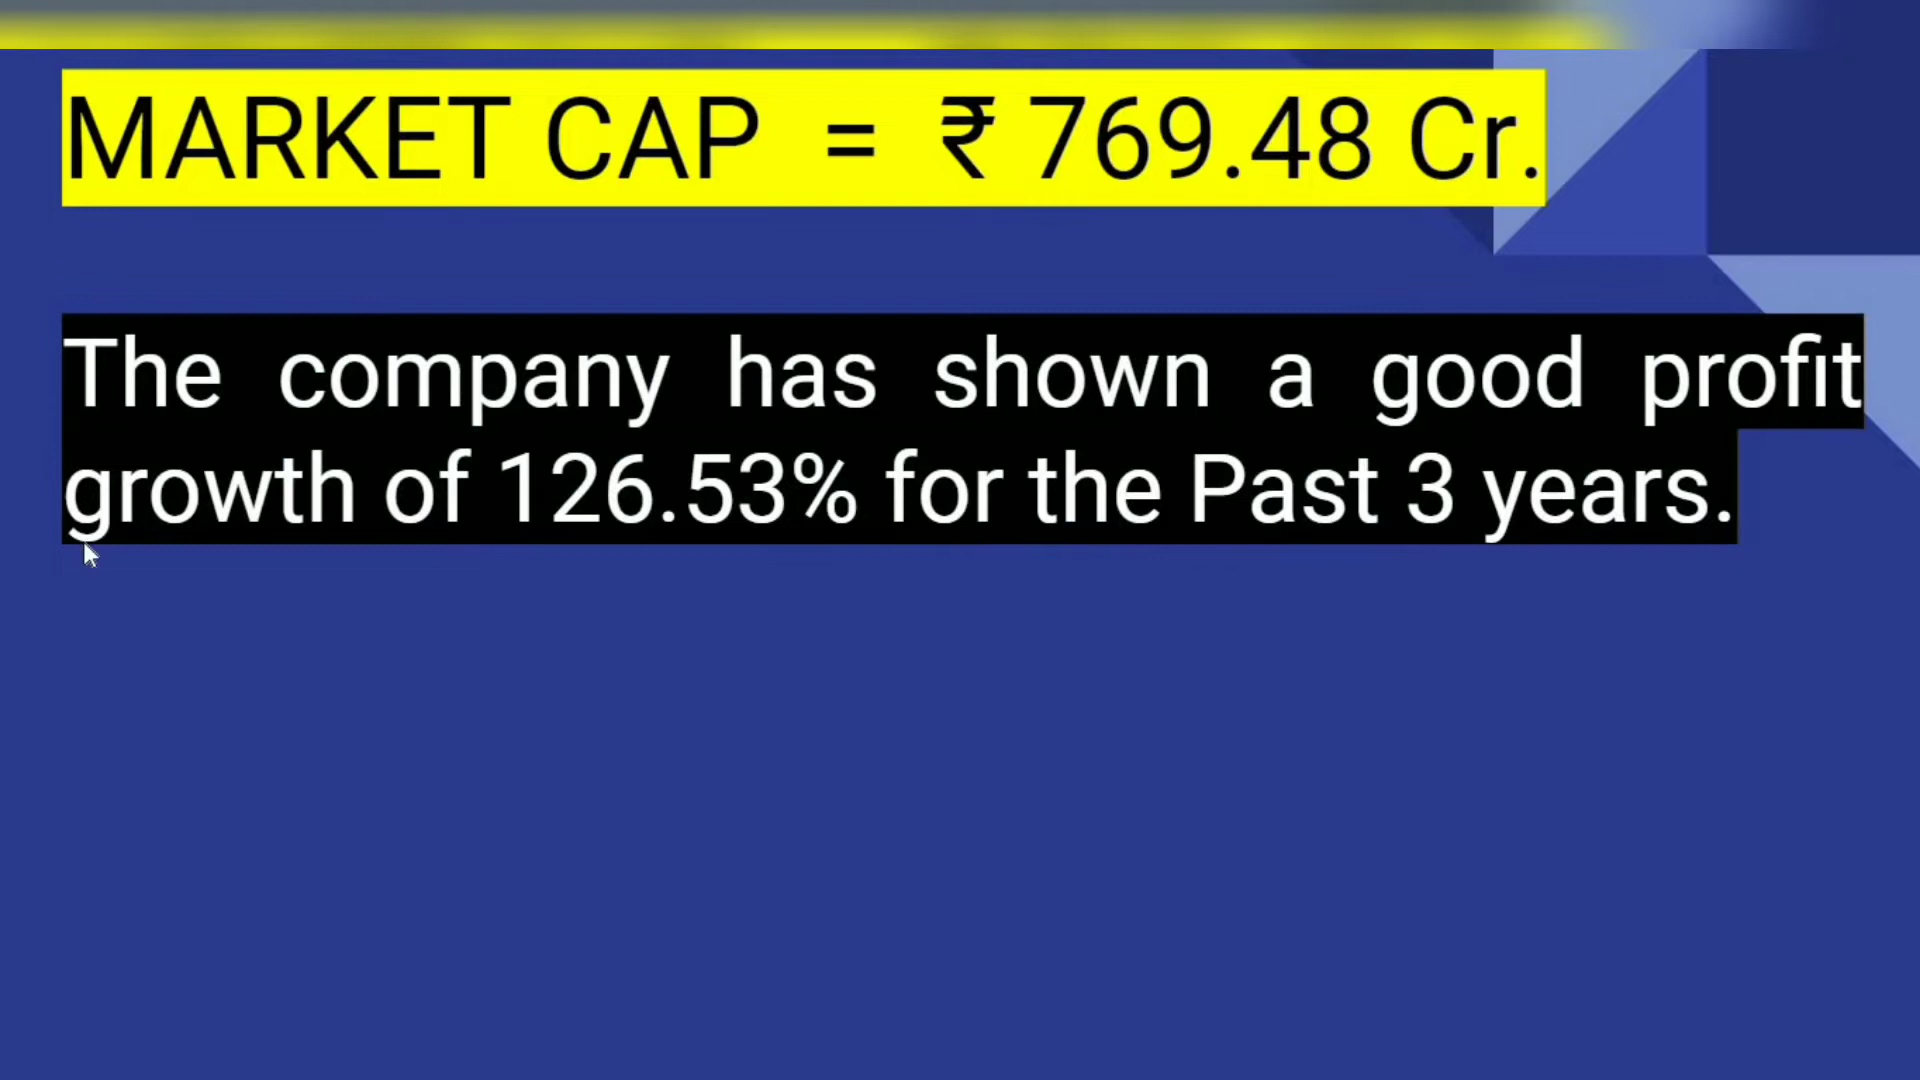 MARKET CAP = ₹ 769.48 Cr.
The company has shown a good profit
growth of 126.53% for the Past 3 years.